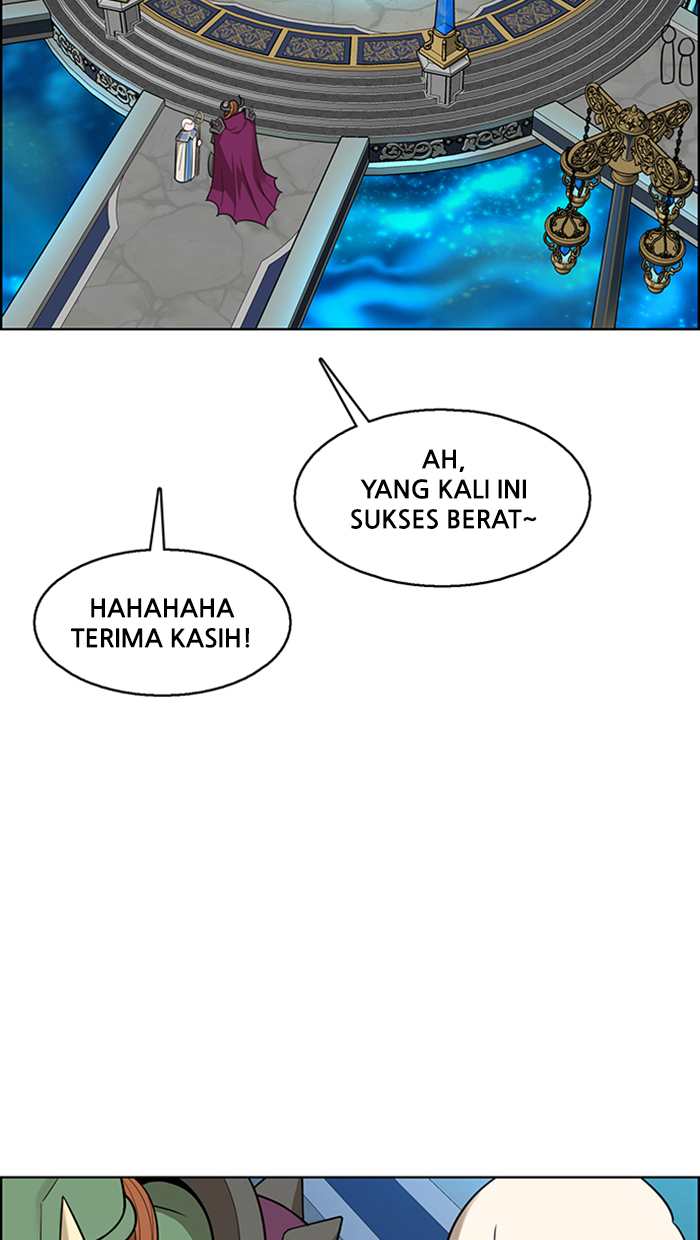 AH,
YANG KALI INI
SUKSES BERAT~
HAHAHAHA
TERIMA KASIH!